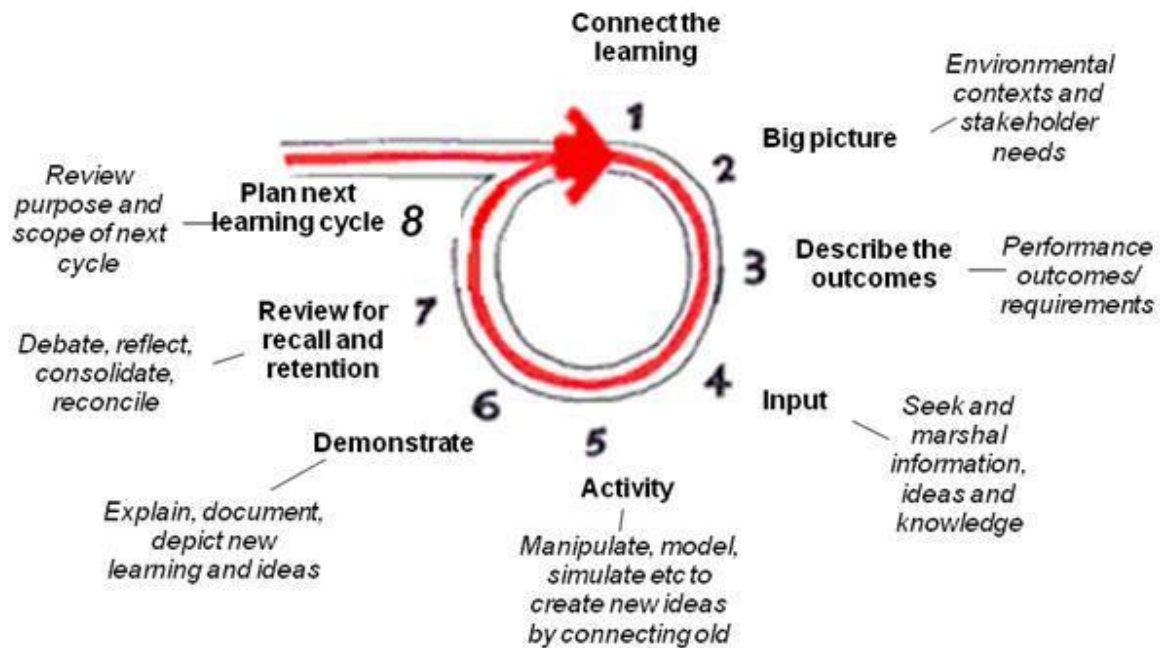 Connect the
learning
1
2
Big picture
Environmental
contexts and
stakeholder
needs
3
Describe the
outcomes
Performance
outcomes/
requirements
4
Input
Seek and
marshal
information,
ideas and
knowledge
5
Activity
Manipulate, model,
simulate etc to
create new ideas
by connecting old
6
Demonstrate
Explain, document,
depict new
learning and ideas
7
Review for
recall and
retention
Debate, reflect,
consolidate,
reconcile
8
Plan next
learning cycle
Review
purpose and
scope of next
cycle